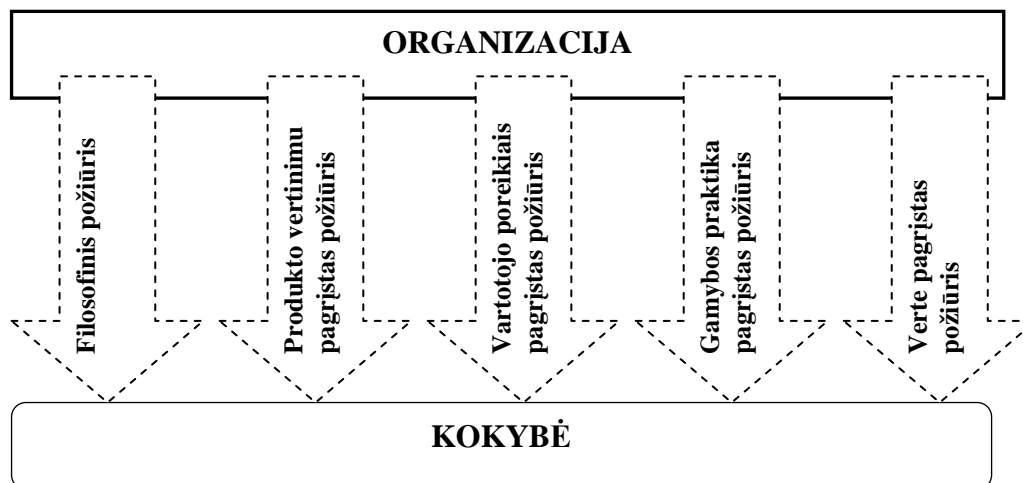 ORGANIZACIJA
Filosofinis požiūris
Produkto vertinimu
pagrįstas požiūris
Vartotojo poreikiais
pagrįstas požiūris
Gamybos praktika
pagrįstas požiūris
Verte pagrįstas
požiūris
KOKYBĖ